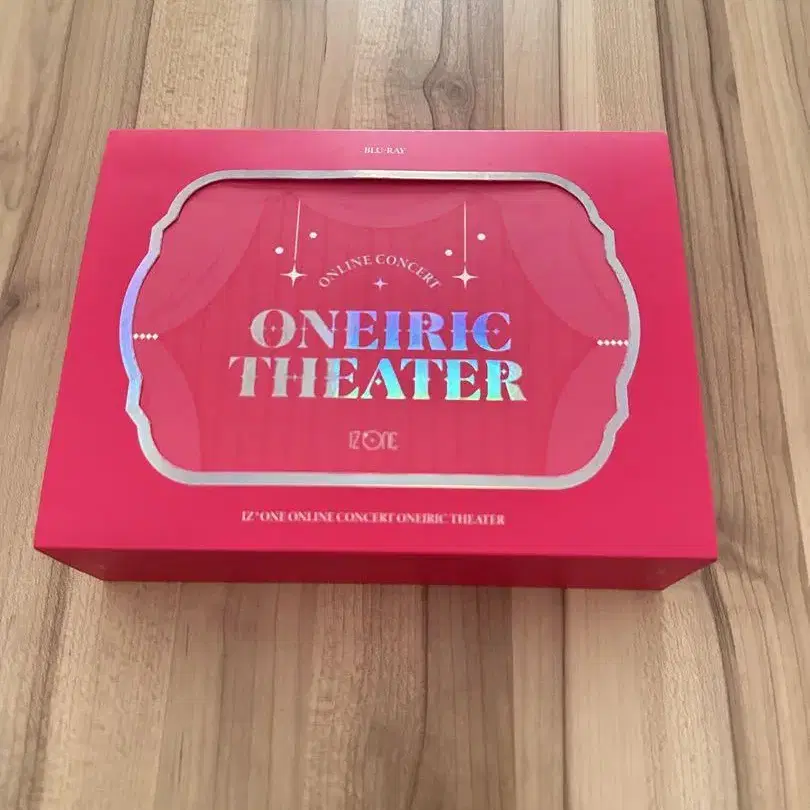 BLU-RAY
ONLINE CONCERT
ONEIRIC
THEATER
IZ*ONE
IZ*ONE ONLINE CONCERT ONEIRIC THEATER